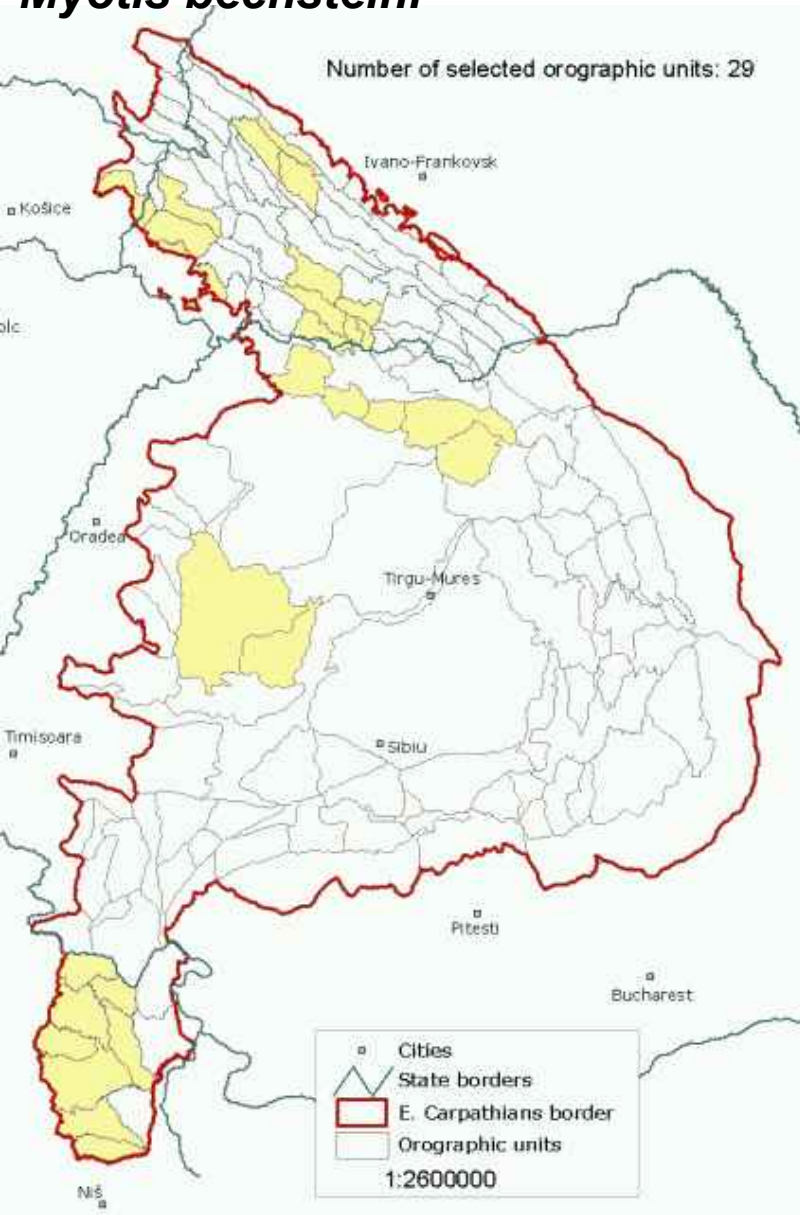 Myotis bechsteinii
Number of selected orographic units: 29
Ivano-Frankovsk
Košice
olc
Oradea
Tirgu-Mures
Timisoara
Sibiu
Pitesti
Bucharest
Cities
State borders
E. Carpathians border
Orographic units
1:2600000
Niš